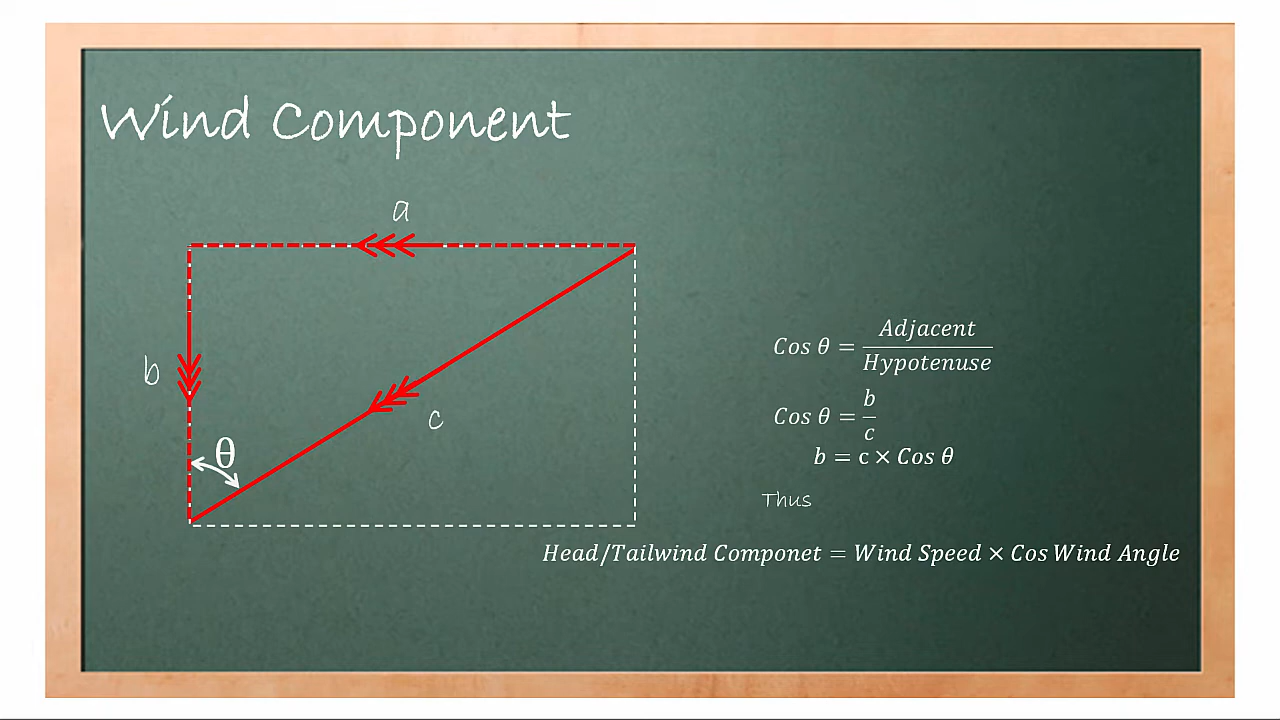 Wind Component
a
b
θ
c
Cos θ = Adjacent / Hypotenuse
Cos θ = b / c
b = c × Cos θ
Thus
Head/Tailwind Componet = Wind Speed × Cos Wind Angle